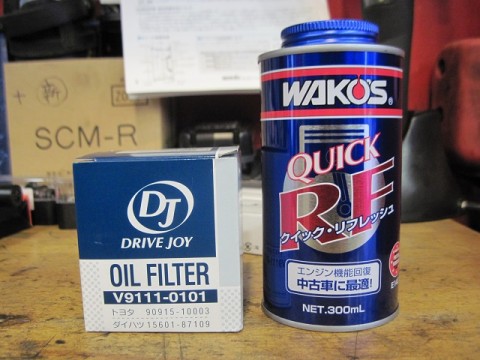 新
SCM-R
DJ
DRIVE JOY
OIL FILTER
V9111-0101
トヨタ 90915-10003
ダイハツ 15601-87109
WAKO'S®
QUICK
RF
クイック・リフレッシュ
エンジン機能回復
中古車に最適!
NET.300mL